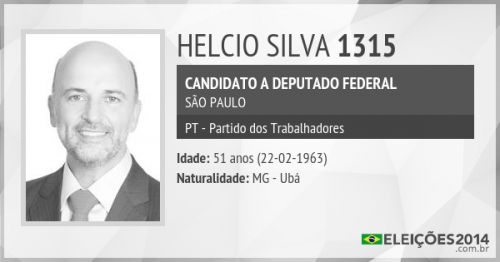 HELCIO SILVA 1315
CANDIDATO A DEPUTADO FEDERAL
SÃO PAULO
PT - Partido dos Trabalhadores
Idade: 51 anos (22-02-1963)
Naturalidade: MG - Ubá
ELEIÇÕES2014
.com.br